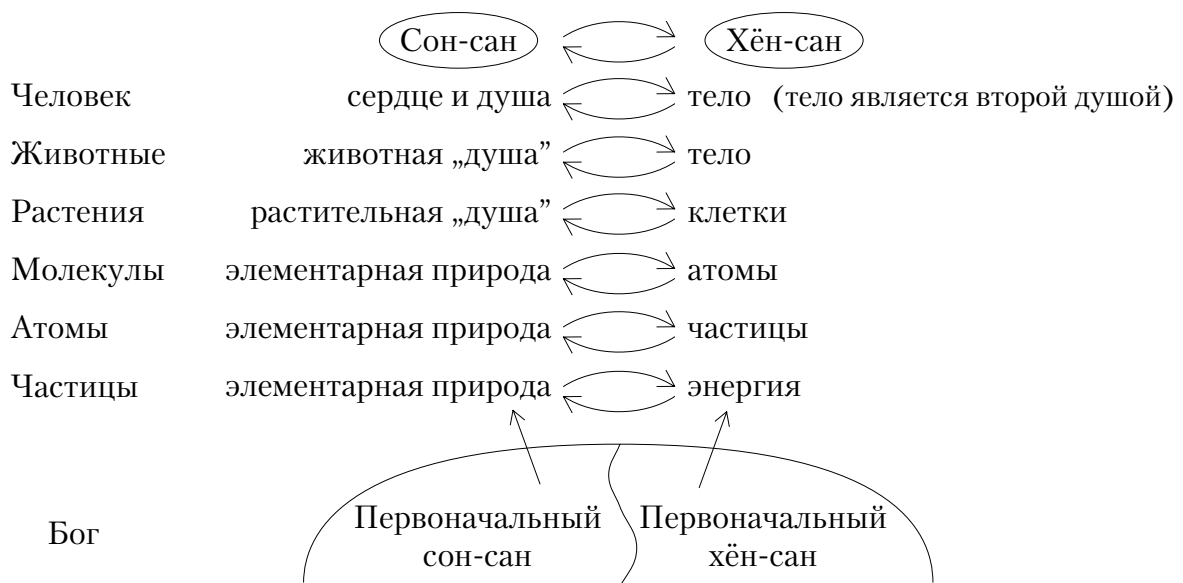 Сон-сан Хён-сан
Человек сердце и душа тело (тело является второй душой)
Животные животная „душа” тело
Растения растительная „душа” клетки
Молекулы элементарная природа атомы
Атомы элементарная природа частицы
Частицы элементарная природа энергия
Бог
Первоначальный
сон-сан
Первоначальный
хён-сан